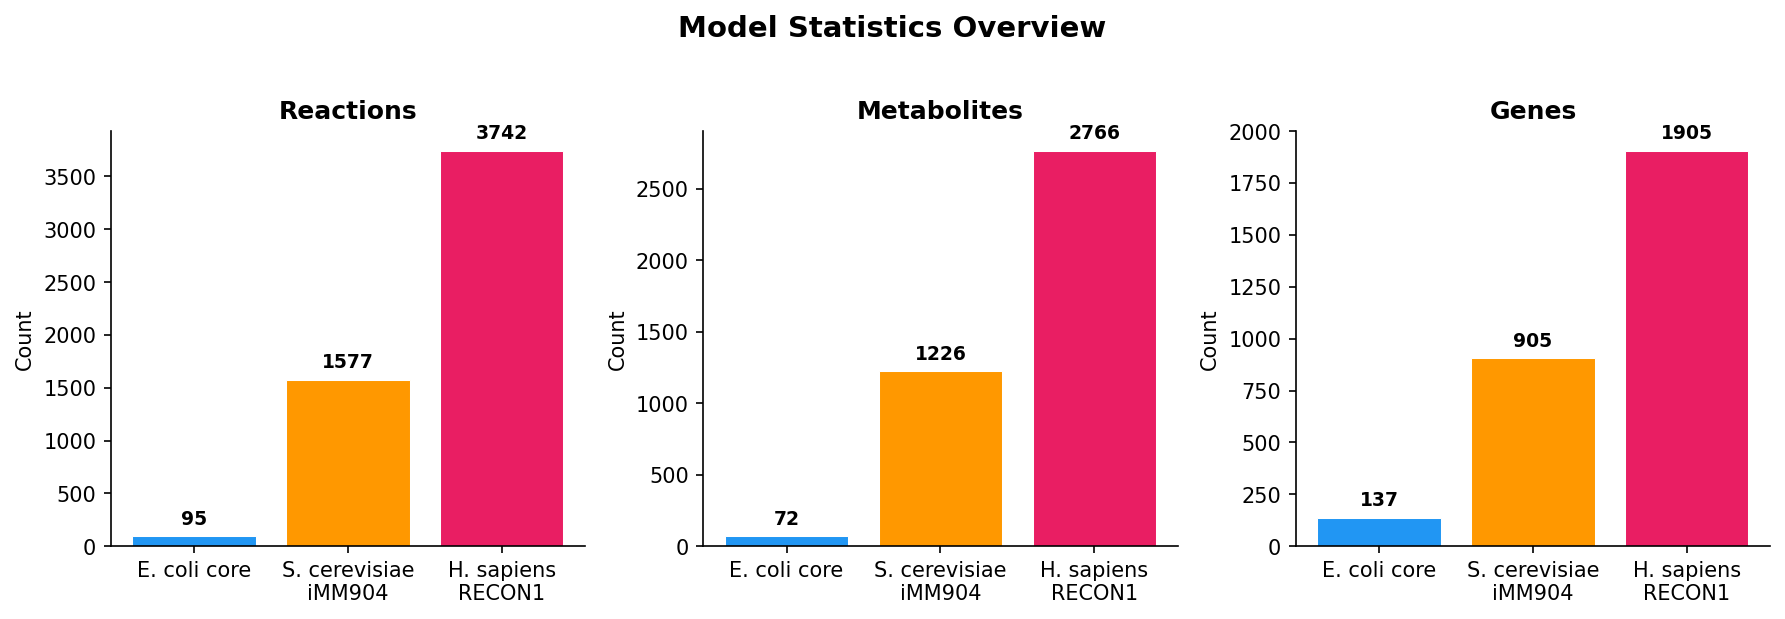 Model Statistics Overview
Reactions
Count
3500
3000
2500
2000
1500
1000
500
0
95
1577
3742
E. coli core
S. cerevisiae
iMM904
H. sapiens
RECON1
Metabolites
Count
2500
2000
1500
1000
500
0
72
1226
2766
E. coli core
S. cerevisiae
iMM904
H. sapiens
RECON1
Genes
Count
2000
1750
1500
1250
1000
750
500
250
0
137
905
1905
E. coli core
S. cerevisiae
iMM904
H. sapiens
RECON1